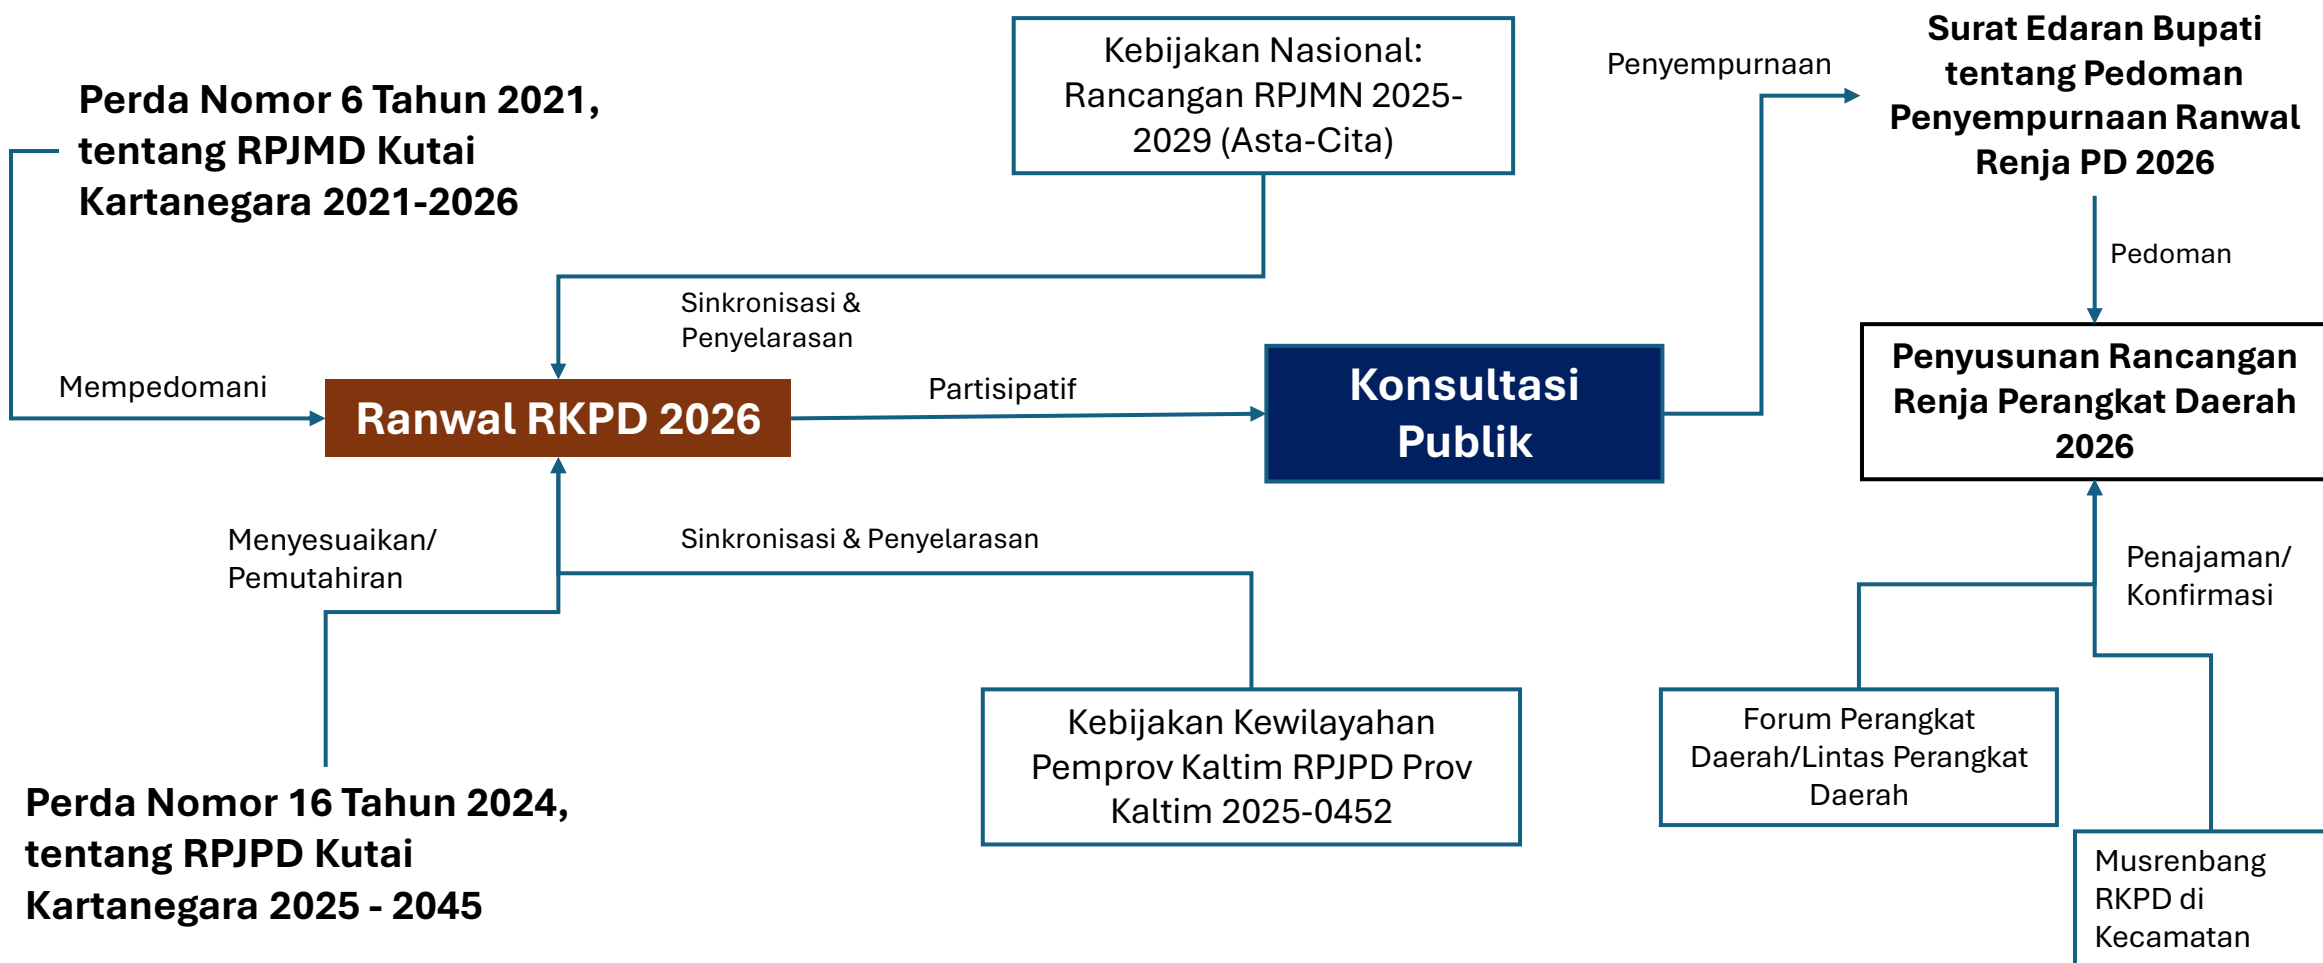 Perda Nomor 6 Tahun 2021,
tentang RPJMD Kutai
Kartanegara 2021-2026
Kebijakan Nasional:
Rancangan RPJMN 2025-
2029 (Asta-Cita)
Penyempurnaan
Surat Edaran Bupati
tentang Pedoman
Penyempurnaan Ranwal
Renja PD 2026
Pedoman
Sinkronisasi &
Penyelarasan
Mempedomani
Ranwal RKPD 2026
Partisipatif
Konsultasi
Publik
Penyusunan Rancangan
Renja Perangkat Daerah
2026
Menyesuaikan/
Pemutahiran
Sinkronisasi & Penyelarasan
Penajaman/
Konfirmasi
Perda Nomor 16 Tahun 2024,
tentang RPJPD Kutai
Kartanegara 2025 - 2045
Kebijakan Kewilayahan
Pemprov Kaltim RPJPD Prov
Kaltim 2025-0452
Forum Perangkat
Daerah/Lintas Perangkat
Daerah
Musrenbang
RKPD di
Kecamatan